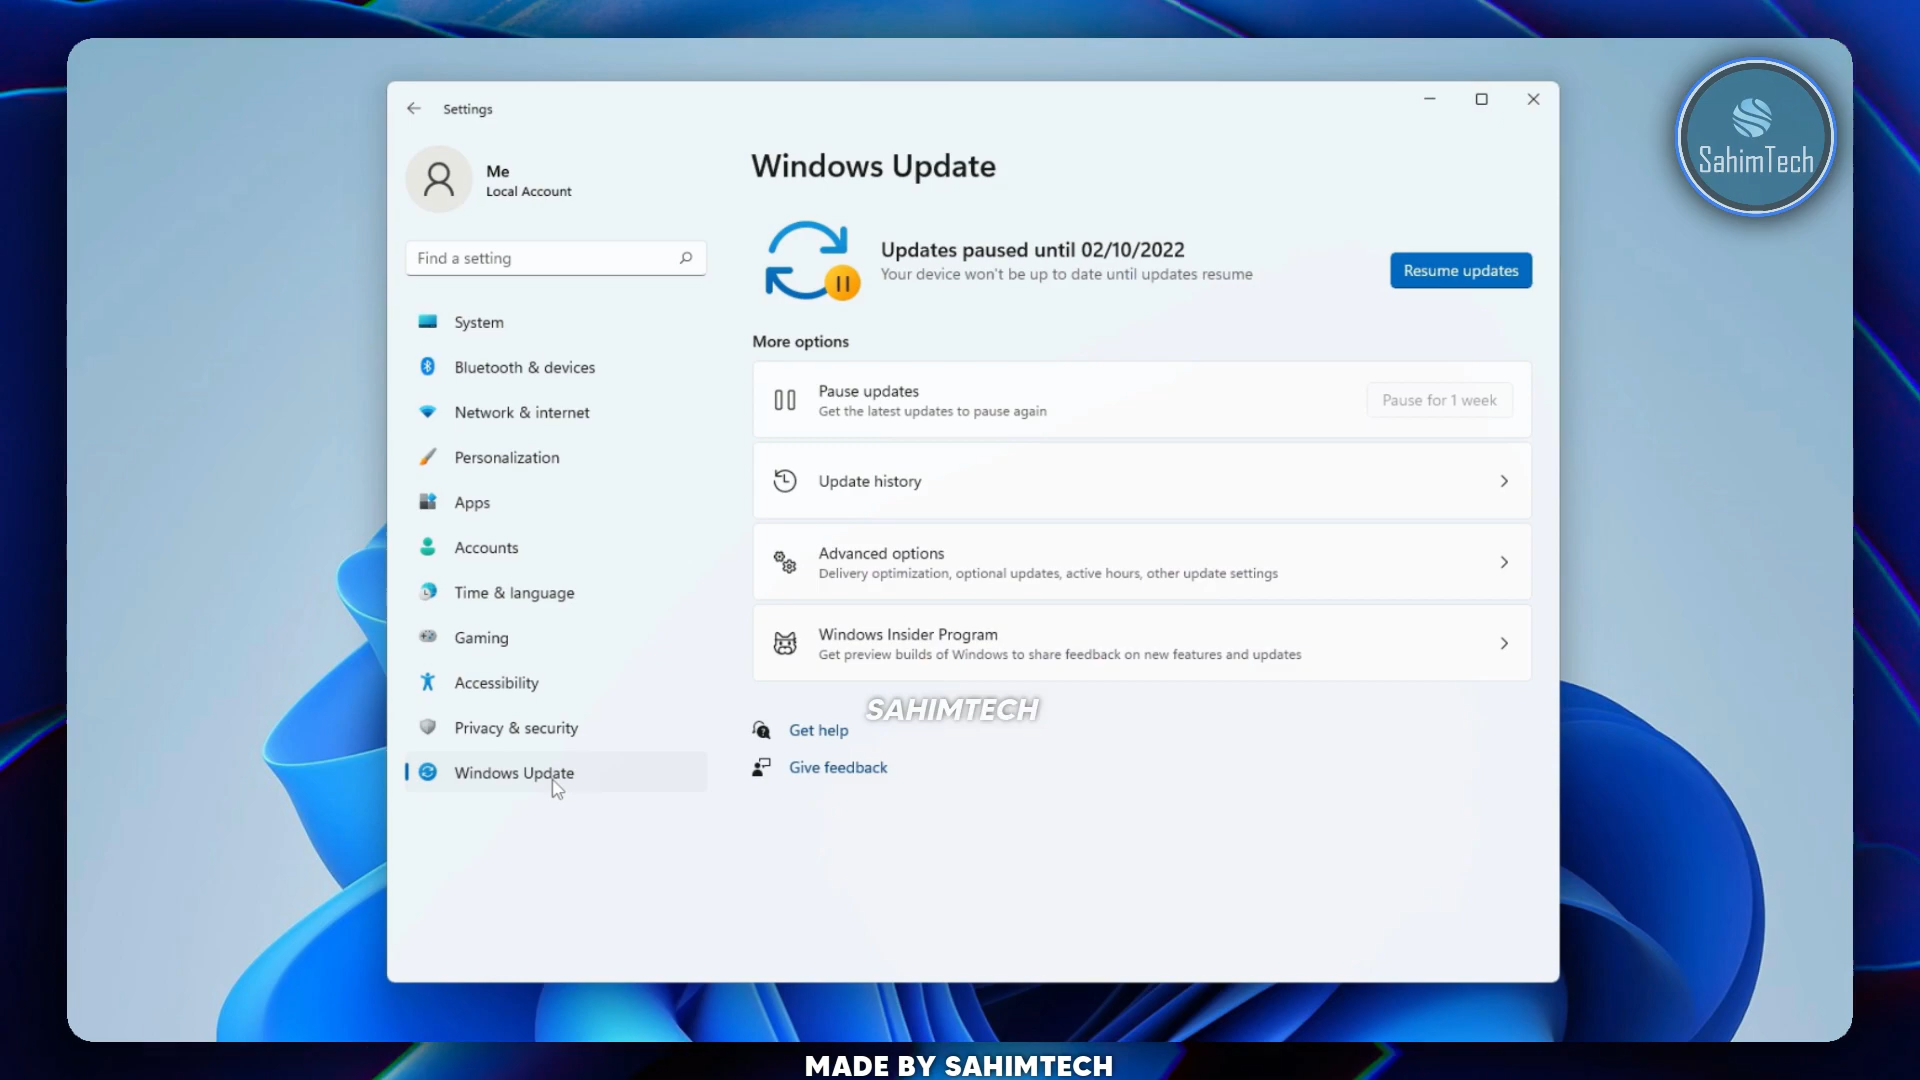 Settings
SahimTech
Me
Local Account
Find a setting
System
Bluetooth & devices
Network & internet
Personalization
Apps
Accounts
Time & language
Gaming
Accessibility
Privacy & security
Windows Update
Windows Update
Updates paused until 02/10/2022
Your device won't be up to date until updates resume
Resume updates
More options
Pause updates
Get the latest updates to pause again
Pause for 1 week
Update history
Advanced options
Delivery optimization, optional updates, active hours, other update settings
Windows Insider Program
Get preview builds of Windows to share feedback on new features and updates
SAHIMTECH
Get help
Give feedback
MADE BY SAHIMTECH